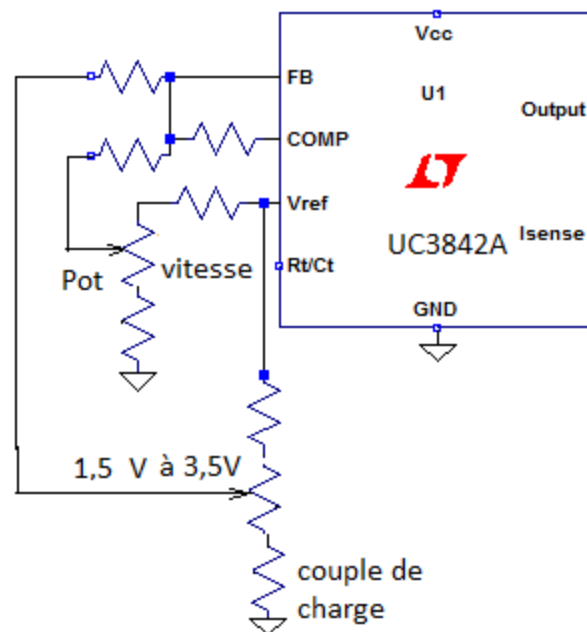 Vcc
FB
U1
Output
COMP
Vref
Isense
UC3842A
Pot
vitesse
Rt/Ct
GND
1,5 V à 3,5V
couple de
charge